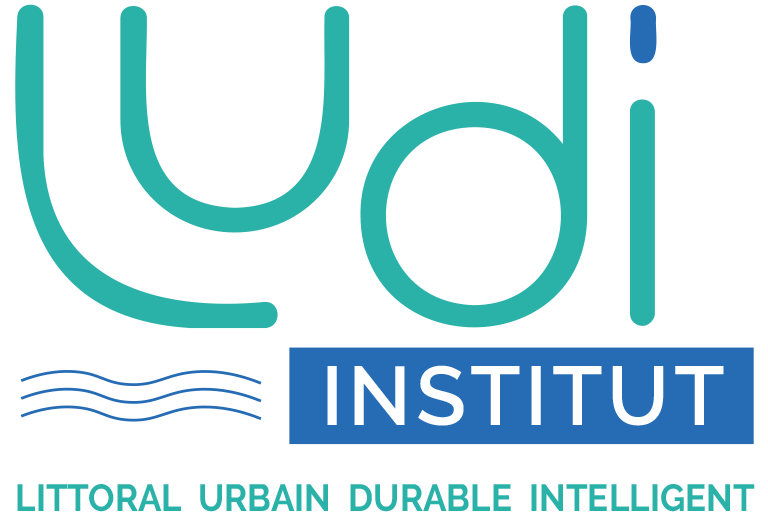 Ludi
INSTITUT
LITTORAL URBAIN DURABLE INTELLIGENT